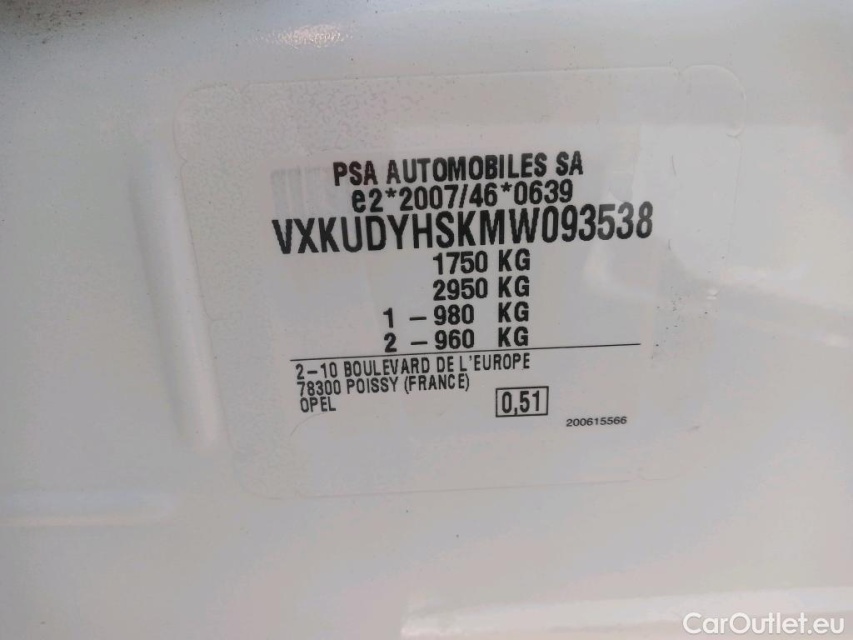 PSA AUTOMOBILES SA
e2*2007/46*0639
VXKUDYHSKMW093538
1750 KG
2950 KG
1 – 980 KG
2 – 960 KG
2–10 BOULEVARD DE L'EUROPE
78300 POISSY (FRANCE)
OPEL
0,51
200615566
CarOutlet.eu